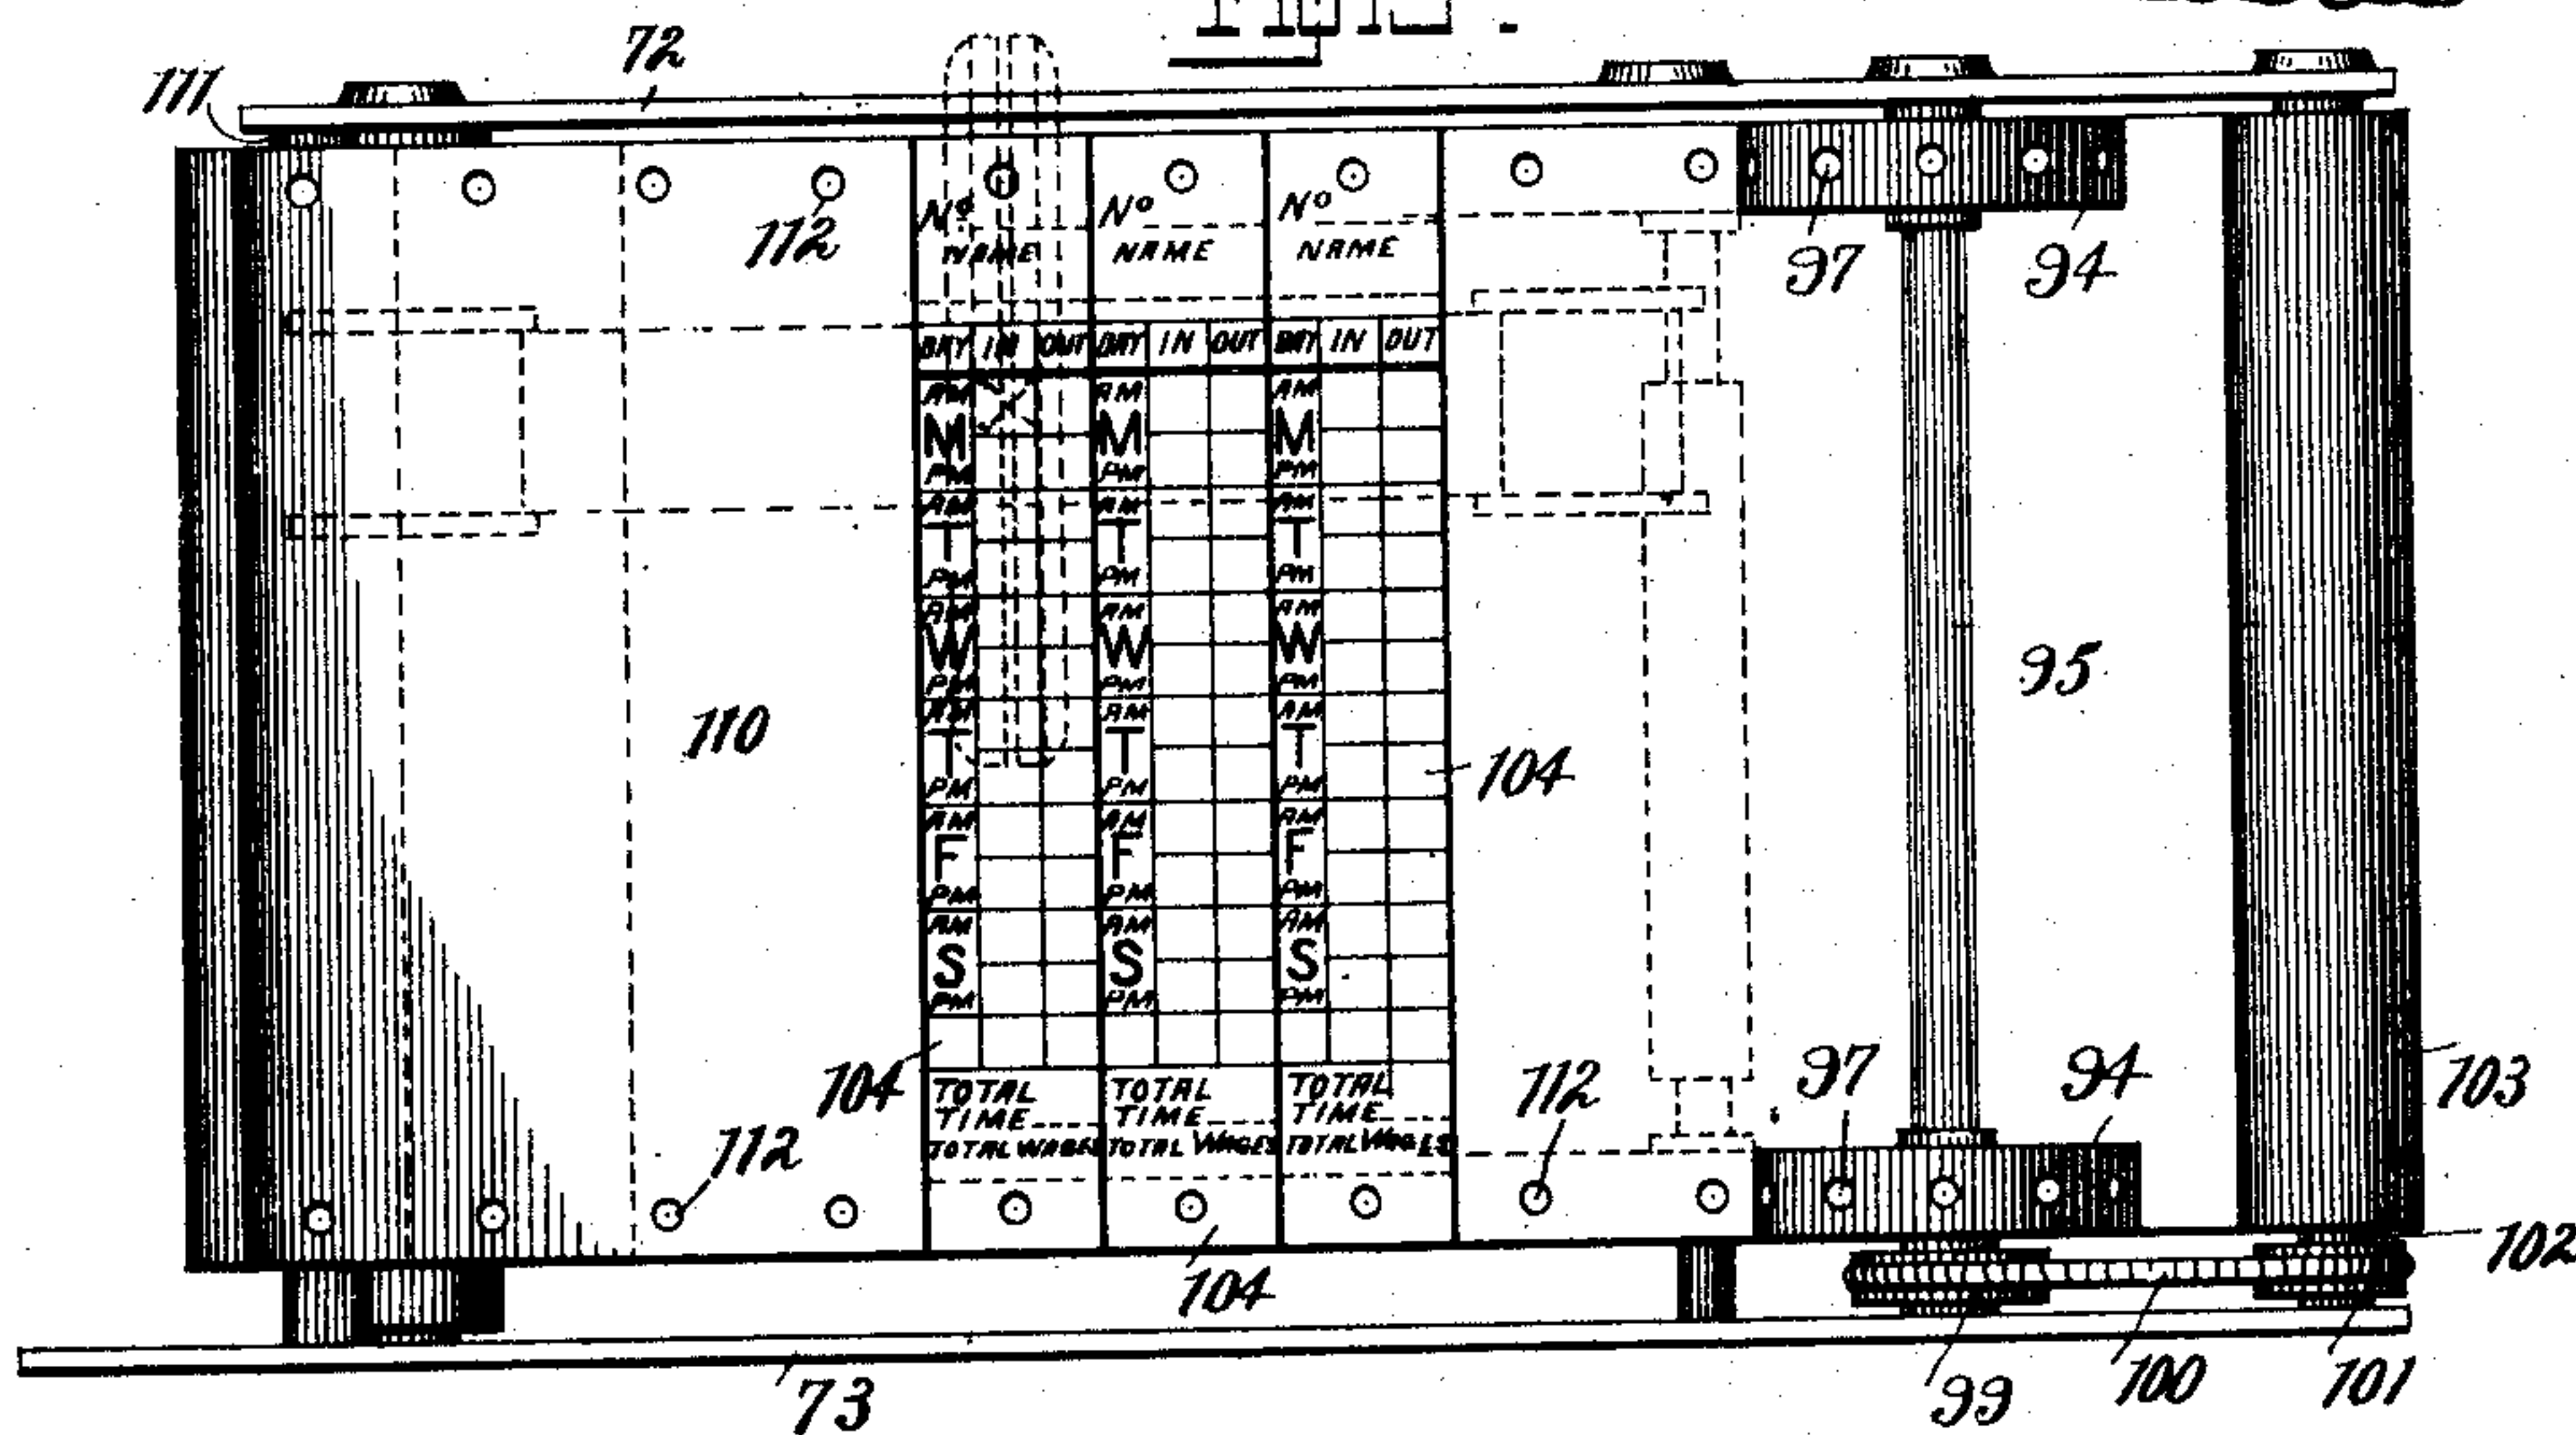 72
111
112
97
94
Nº Nº Nº
NAME NAME NAME
DAY IN OUT DAY IN OUT DAY IN OUT
AM AM AM
M M M
PM PM PM
AM AM AM
T T T
PM PM PM
AM AM AM
W W W
PM PM PM
95
AM AM AM
110
T T T
104
PM PM PM
AM AM AM
F F F
PM PM PM
AM AM AM
S S S
PM PM PM
104
112
97
94
103
TOTAL TOTAL TOTAL
TIME TIME TIME
TOTAL WAGES TOTAL WAGES TOTAL WAGES
112
102
104
73
99
100
101